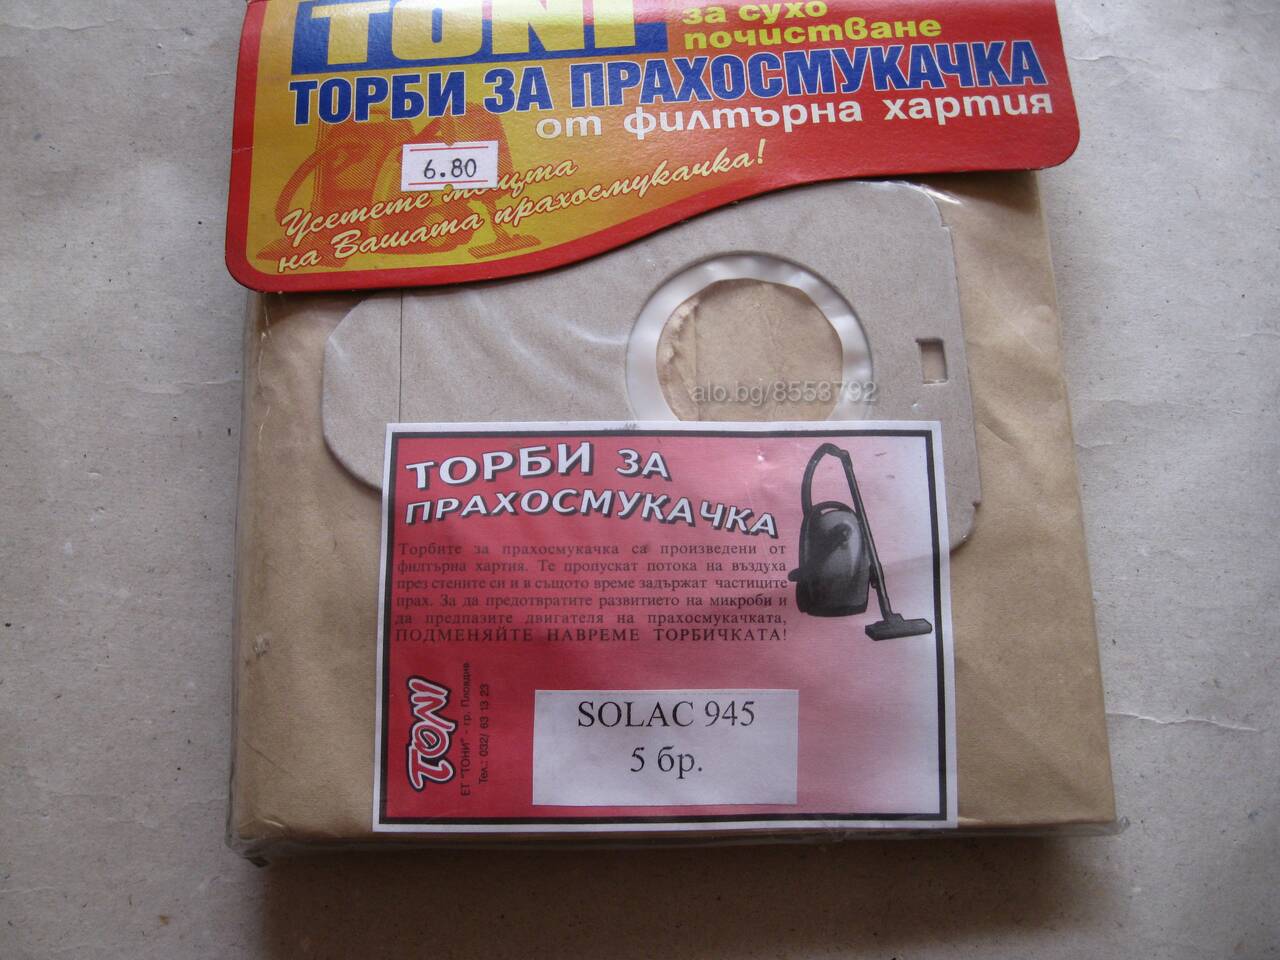 TONI
за сухо
почистване
ТОРБИ ЗА ПРАХОСМУКАЧКА
от филтърна хартия
6.80
Усетете мощта
на Вашата прахосмукачка!
alo.bg/8553792
ТОРБИ ЗА
ПРАХОСМУКАЧКА
Торбите за прахосмукачка са произведени от
филтърна хартия. Те пропускат потока на въздуха
през стените си и в същото време задържат частиците
прах. За да предотвратите развитието на микроби и
да предпазите двигателя на прахосмукачката,
ПОДМЕНЯЙТЕ НАВРЕМЕ ТОРБИЧКАТА!
TONI
ЕТ "ТОНИ" - гр. Пловдив
Тел.: 032/ 63 13 23
SOLAC 945
5 бр.